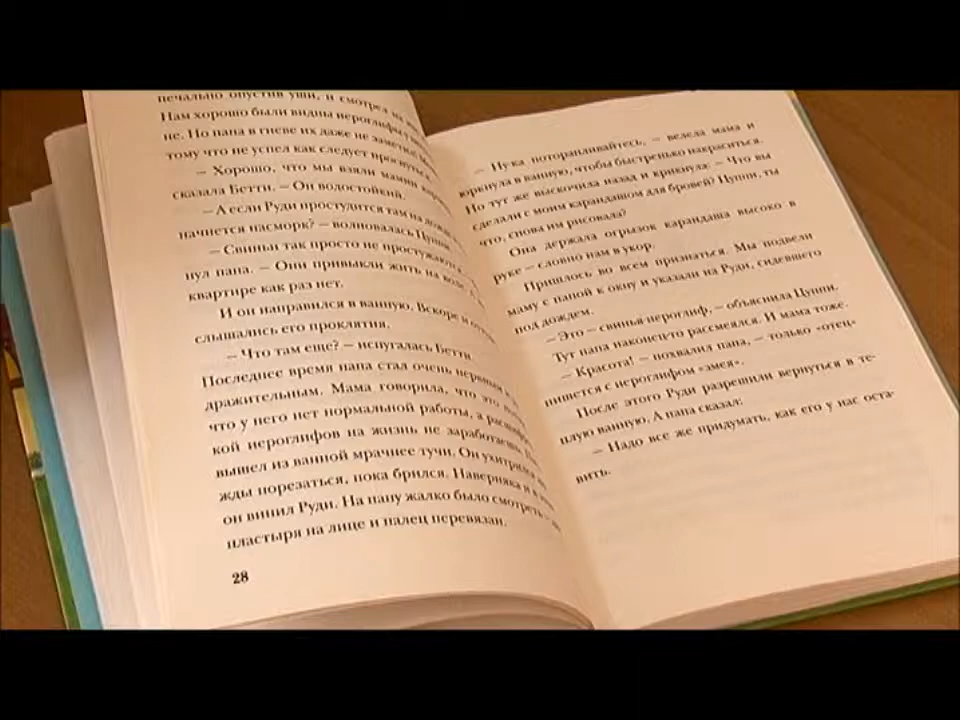 печально опустив уши, и смотрел на
Нам хорошо были видны иероглифы
не. Но папа в гневе их даже не заметил.
тому что не успел как следует проснуться.
— Хорошо, что мы взяли мамин
сказала Бетти. — Он водостойкий.
— А если Руди простудится там на
начнется насморк? — волновалась Цуппи.
— Свиньи так просто не простужаются,
нул папа. — Они привыкли жить на
квартире как раз нет.
И он направился в ванную. Вскоре
слышались его проклятия.
— Что там еще? — испугалась Бетти.
Последнее время папа стал очень нервный
дражительным. Мама говорила, что это
что у него нет нормальной работы, а
кой иероглифов на жизнь не заработаешь.
вышел из ванной мрачнее тучи. Он ухитрился
жды порезаться, пока брился. Наверняка и в
он винил Руди. На папу жалко было смотреть —
пластыря на лице и палец перевязан.
28
— Ну-ка поторапливайтесь, — велела мама и
юркнула в ванную, чтобы быстренько накраситься.
Но тут же выскочила назад и крикнула: — Что вы
сделали с моим карандашом для бровей? Цуппи, ты
что, снова им рисовала?
Она держала огрызок карандаша высоко в
руке — словно нам в укор.
Пришлось во всем признаться. Мы подвели
маму с папой к окну и указали на Руди, сидевшего
под дождем.
— Это — свинья-иероглиф, — объяснила Цуппи.
Тут папа наконец-то рассмеялся. И мама тоже.
— Красота! — похвалил папа, — только «отец»
пишется с иероглифом «змея».
После этого Руди разрешили вернуться в те-
плую ванную. А папа сказал:
— Надо все же придумать, как его у нас оста-
вить.